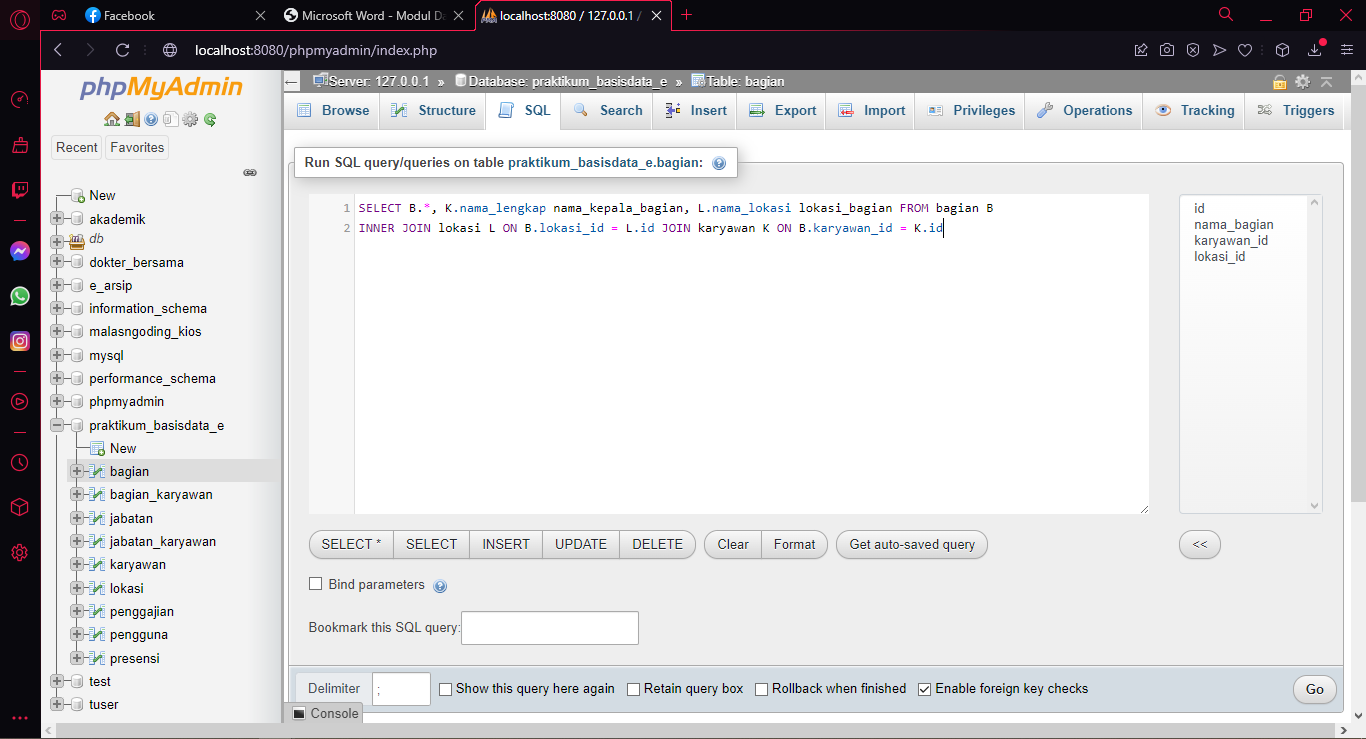 Facebook
Microsoft Word - Modul Da
localhost:8080 / 127.0.0.1 /
localhost:8080/phpmyadmin/index.php
phpMyAdmin
Recent
Favorites
New
akademik
db
dokter_bersama
e_arsip
information_schema
malasngoding_kios
mysql
performance_schema
phpmyadmin
praktikum_basisdata_e
New
bagian
bagian_karyawan
jabatan
jabatan_karyawan
karyawan
lokasi
penggajian
pengguna
presensi
test
tuser
Server: 127.0.0.1 » Database: praktikum_basisdata_e » Table: bagian
Browse Structure SQL Search Insert Export Import Privileges Operations Tracking Triggers
Run SQL query/queries on table praktikum_basisdata_e.bagian:
1 SELECT B.*, K.nama_lengkap nama_kepala_bagian, L.nama_lokasi lokasi_bagian FROM bagian B
2 INNER JOIN lokasi L ON B.lokasi_id = L.id JOIN karyawan K ON B.karyawan_id = K.id
id
nama_bagian
karyawan_id
lokasi_id
SELECT * SELECT INSERT UPDATE DELETE Clear Format Get auto-saved query <<
Bind parameters
Bookmark this SQL query:
Delimiter ; Show this query here again Retain query box Rollback when finished Enable foreign key checks Go
Console